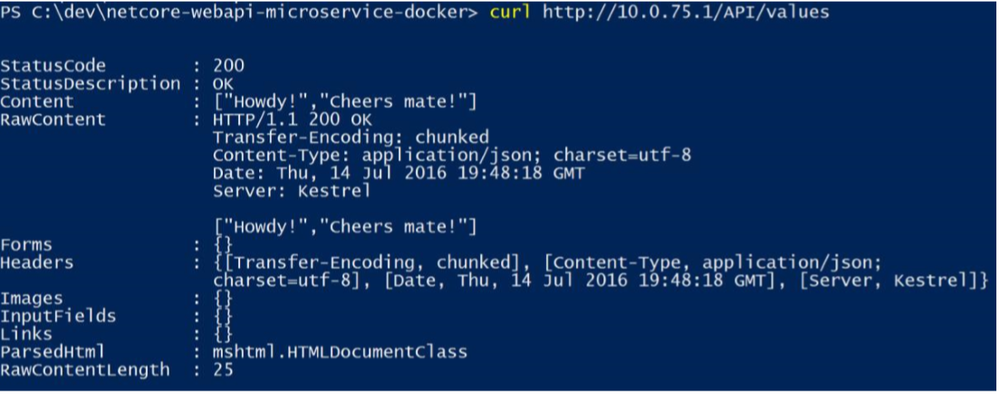 PS C:\dev\netcore-webapi-microservice-docker> curl http://10.0.75.1/API/values
StatusCode : 200
StatusDescription : OK
Content : ["Howdy!","Cheers mate!"]
RawContent : HTTP/1.1 200 OK
Transfer-Encoding: chunked
Content-Type: application/json; charset=utf-8
Date: Thu, 14 Jul 2016 19:48:18 GMT
Server: Kestrel
["Howdy!","Cheers mate!"]
Forms : {}
Headers : {[Transfer-Encoding, chunked], [Content-Type, application/json;
charset=utf-8], [Date, Thu, 14 Jul 2016 19:48:18 GMT], [Server, Kestrel]}
Images : {}
InputFields : {}
Links : {}
ParsedHtml : mshtml.HTMLDocumentClass
RawContentLength : 25